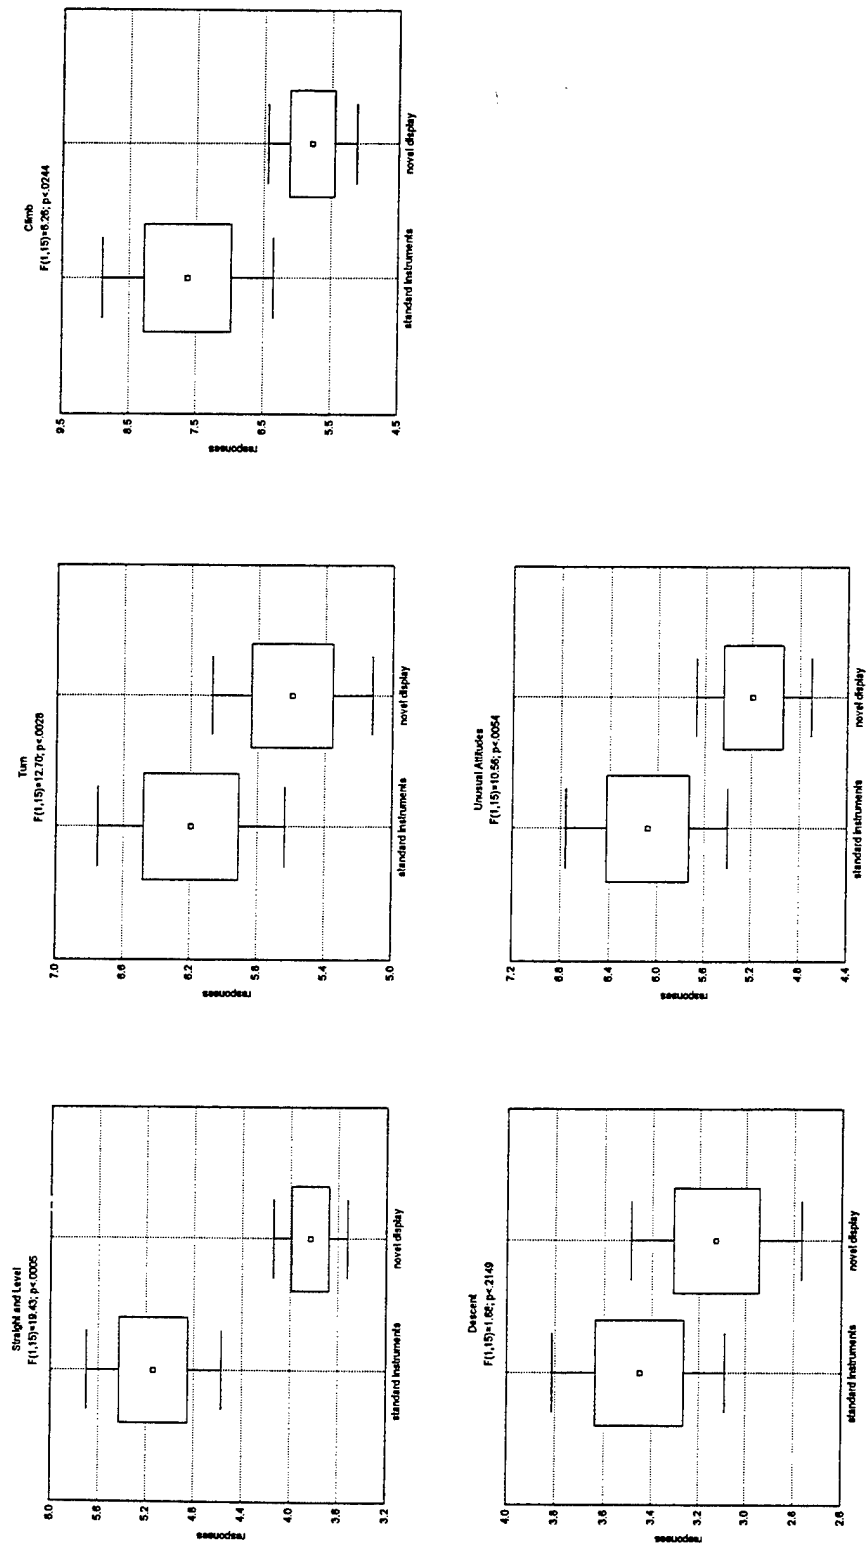 Straight and Level
F(1,15)=19.43; p<.0005
responses
6.0
5.6
5.2
4.8
4.4
4.0
3.6
3.2
standard instruments
novel display
Turn
F(1,15)=12.70; p<.0028
responses
7.0
6.6
6.2
5.8
5.4
5.0
standard instruments
novel display
Climb
F(1,15)=6.26; p<.0244
responses
9.5
8.5
7.5
6.5
5.5
4.5
standard instruments
novel display
Descent
F(1,15)=1.68; p<.2149
responses
4.0
3.8
3.6
3.4
3.2
3.0
2.8
2.6
standard instruments
novel display
Unusual Attitudes
F(1,15)=10.56; p<.0054
responses
7.2
6.8
6.4
6.0
5.6
5.2
4.8
4.4
standard instruments
novel display